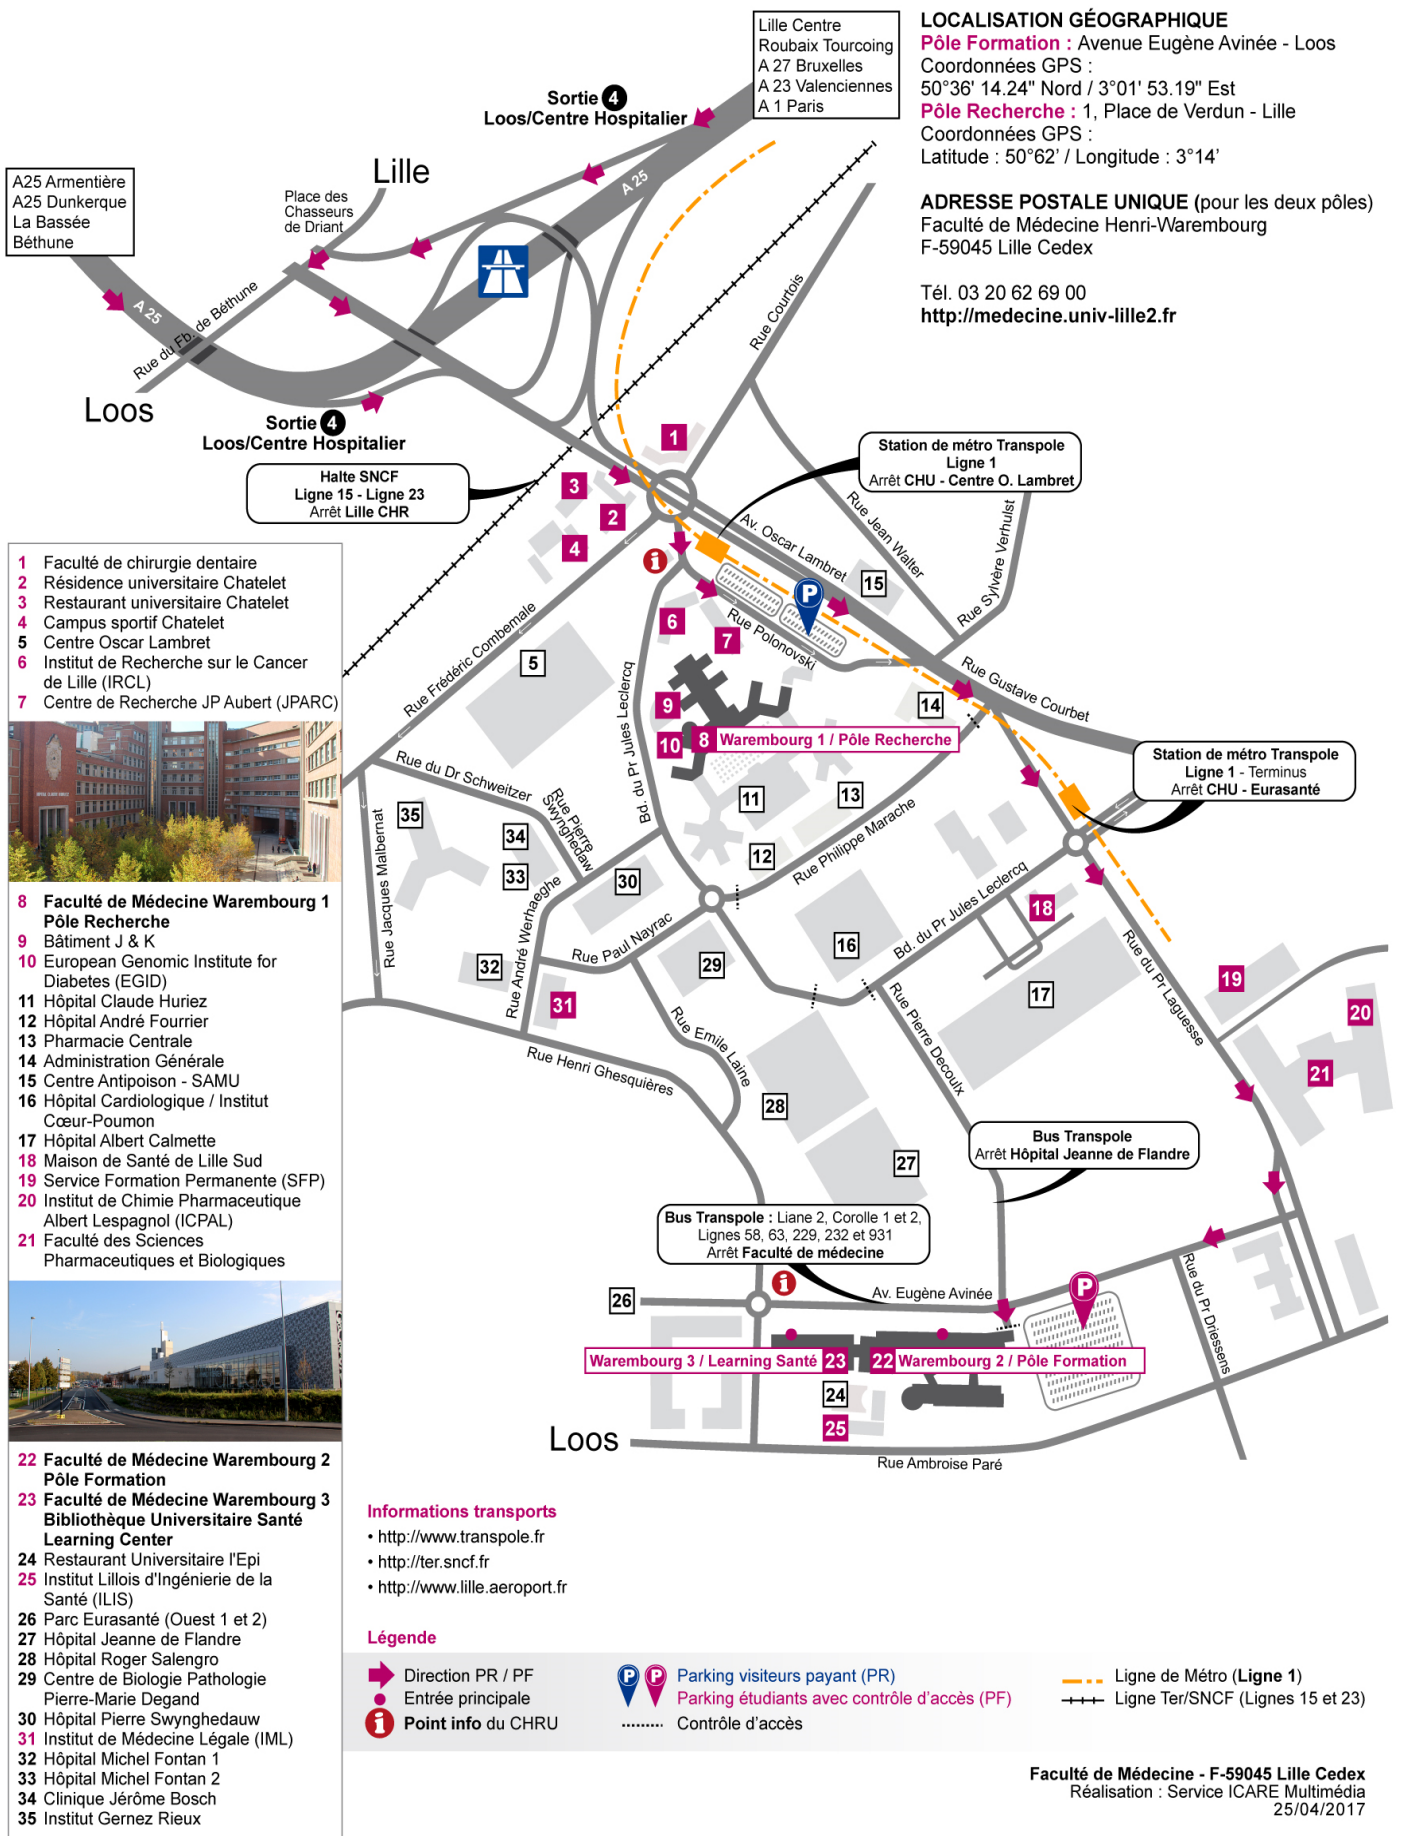 LOCALISATION GÉOGRAPHIQUE
Pôle Formation : Avenue Eugène Avinée - Loos
Coordonnées GPS :
50°36' 14.24" Nord / 3°01' 53.19" Est
Pôle Recherche : 1, Place de Verdun - Lille
Coordonnées GPS :
Latitude : 50°62’ / Longitude : 3°14’
ADRESSE POSTALE UNIQUE (pour les deux pôles)
Faculté de Médecine Henri-Warembourg
F-59045 Lille Cedex
Tél. 03 20 62 69 00
http://medecine.univ-lille2.fr
Lille Centre
Roubaix Tourcoing
A 27 Bruxelles
A 23 Valenciennes
A 1 Paris
Sortie 4
Loos/Centre Hospitalier
A 25
Lille
Place des
Chasseurs
de Driant
A25 Armentière
A25 Dunkerque
La Bassée
Béthune
A 25
Rue du Fb. de Béthune
Loos
Sortie 4
Loos/Centre Hospitalier
Rue Courtois
Halte SNCF
Ligne 15 - Ligne 23
Arrêt Lille CHR
Station de métro Transpole
Ligne 1
Arrêt CHU - Centre O. Lambret
1
3
2
4
i
Av. Oscar Lambret
Rue Jean Walter
Rue Sylvère Verhulst
15
P
Rue Polonovski
6
7
5
Rue Frédéric Combemale
Bd. du Pr Jules Leclercq
9
10
8 Warembourg 1 / Pôle Recherche
14
Rue Gustave Courbet
Station de métro Transpole
Ligne 1 - Terminus
Arrêt CHU - Eurasanté
Rue du Dr Schweitzer
Rue Pierre
Swynghedaw
Rue Jacques Malbernat
35
34
33
30
11
13
12
Rue Philippe Marache
Rue André Werhaeghe
Rue Paul Nayrac
32
31
29
16
Bd. du Pr Jules Leclercq
18
17
Rue du Pr Laguesse
19
20
21
Rue Henri Ghesquières
Rue Emile Laine
Rue Pierre Decoulx
28
27
Bus Transpole
Arrêt Hôpital Jeanne de Flandre
Bus Transpole : Liane 2, Corolle 1 et 2,
Lignes 58, 63, 229, 232 et 931
Arrêt Faculté de médecine
i
26
Av. Eugène Avinée
P
Rue du Pr Driessens
Warembourg 3 / Learning Santé 23
22 Warembourg 2 / Pôle Formation
24
25
Loos
Rue Ambroise Paré
1 Faculté de chirurgie dentaire
2 Résidence universitaire Chatelet
3 Restaurant universitaire Chatelet
4 Campus sportif Chatelet
5 Centre Oscar Lambret
6 Institut de Recherche sur le Cancer
de Lille (IRCL)
7 Centre de Recherche JP Aubert (JPARC)
8 Faculté de Médecine Warembourg 1
Pôle Recherche
9 Bâtiment J & K
10 European Genomic Institute for
Diabetes (EGID)
11 Hôpital Claude Huriez
12 Hôpital André Fourrier
13 Pharmacie Centrale
14 Administration Générale
15 Centre Antipoison - SAMU
16 Hôpital Cardiologique / Institut
Cœur-Poumon
17 Hôpital Albert Calmette
18 Maison de Santé de Lille Sud
19 Service Formation Permanente (SFP)
20 Institut de Chimie Pharmaceutique
Albert Lespagnol (ICPAL)
21 Faculté des Sciences
Pharmaceutiques et Biologiques
22 Faculté de Médecine Warembourg 2
Pôle Formation
23 Faculté de Médecine Warembourg 3
Bibliothèque Universitaire Santé
Learning Center
24 Restaurant Universitaire l'Epi
25 Institut Lillois d'Ingénierie de la
Santé (ILIS)
26 Parc Eurasanté (Ouest 1 et 2)
27 Hôpital Jeanne de Flandre
28 Hôpital Roger Salengro
29 Centre de Biologie Pathologie
Pierre-Marie Degand
30 Hôpital Pierre Swynghedauw
31 Institut de Médecine Légale (IML)
32 Hôpital Michel Fontan 1
33 Hôpital Michel Fontan 2
34 Clinique Jérôme Bosch
35 Institut Gernez Rieux
Informations transports
• http://www.transpole.fr
• http://ter.sncf.fr
• http://www.lille.aeroport.fr
Légende
Direction PR / PF
Entrée principale
i Point info du CHRU
P P Parking visiteurs payant (PR)
Parking étudiants avec contrôle d’accès (PF)
Contrôle d’accès
Ligne de Métro (Ligne 1)
Ligne Ter/SNCF (Lignes 15 et 23)
Faculté de Médecine - F-59045 Lille Cedex
Réalisation : Service ICARE Multimédia
25/04/2017